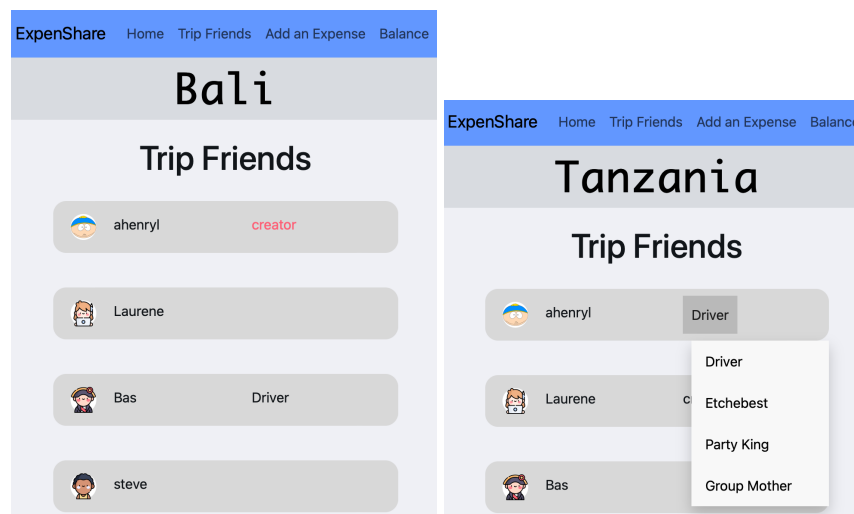 ExpenShare Home Trip Friends Add an Expense Balance
Bali
Trip Friends
ahenryl creator
Laurene
Bas Driver
steve
ExpenShare Home Trip Friends Add an Expense
Tanzania
Trip Friends
ahenryl Driver
Driver
Etchebest
Laurene
Party King
Bas
Group Mother